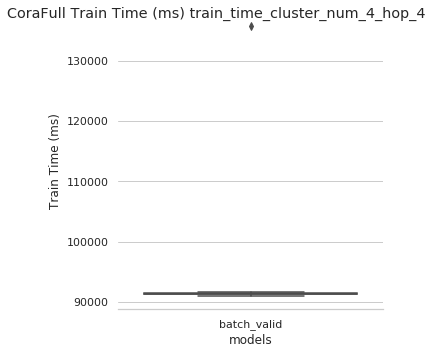 CoraFull Train Time (ms) train_time_cluster_num_4_hop_4
130000
120000
110000
100000
90000
Train Time (ms)
batch_valid
models